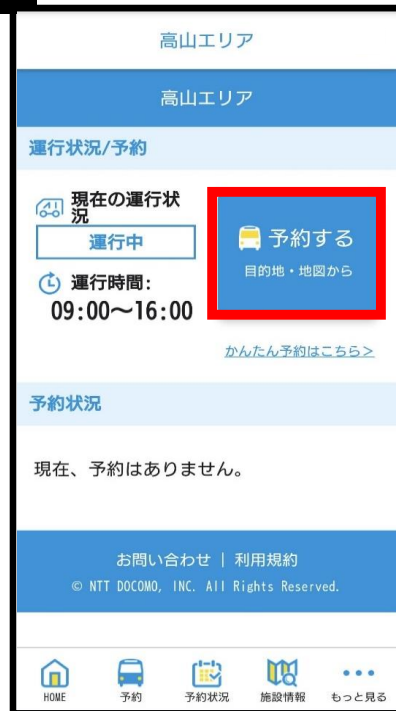 高山エリア
高山エリア
運行状況/予約
現在の運行状
況
運行中
運行時間:
09:00～16:00
予約する
目的地・地図から
かんたん予約はこちら>
予約状況
現在、予約はありません。
お問い合わせ | 利用規約
© NTT DOCOMO, INC. All Rights Reserved.
HOME 予約 予約状況 施設情報 もっと見る